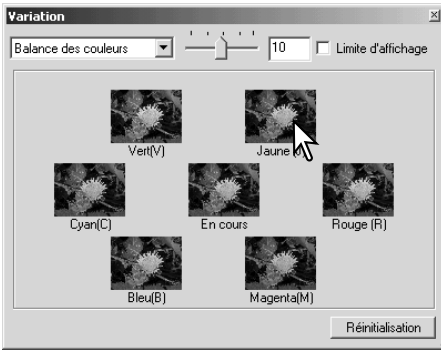 Variation
Balance des couleurs 10 Limite d'affichage
Vert(V) Jaune
Cyan(C) En cours Rouge (R)
Bleu(B) Magenta(M)
Réinitialisation